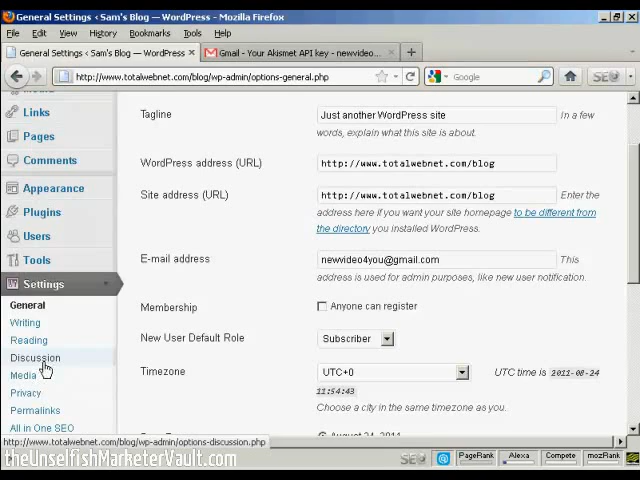 General Settings ‹ Sam's Blog — WordPress - Mozilla Firefox
File Edit View History Bookmarks Tools Help
General Settings ‹ Sam's Blog — WordPress × Gmail - Your Akismet API key - newvideo... × +
http://www.totalwebnet.com/blog/wp-admin/options-general.php Google SEO
Links
Pages
Comments
Appearance
Plugins
Users
Tools
Settings
General
Writing
Reading
Discussion
Media
Privacy
Permalinks
All in One SEO
Tagline Just another WordPress site In a few
words, explain what this site is about.
WordPress address (URL) http://www.totalwebnet.com/blog
Site address (URL) http://www.totalwebnet.com/blog Enter the
address here if you want your site homepage to be different from
the directory you installed WordPress.
E-mail address newvideo4you@gmail.com This
address is used for admin purposes, like new user notification.
Membership Anyone can register
New User Default Role Subscriber
Timezone UTC+0 UTC time is 2011-08-24
11:54:43
Choose a city in the same timezone as you.
August 24, 2011
http://www.totalwebnet.com/blog/wp-admin/options-discussion.php
theUnselfishMarketerVault.com/ SEO PageRank Alexa Compete mozRank